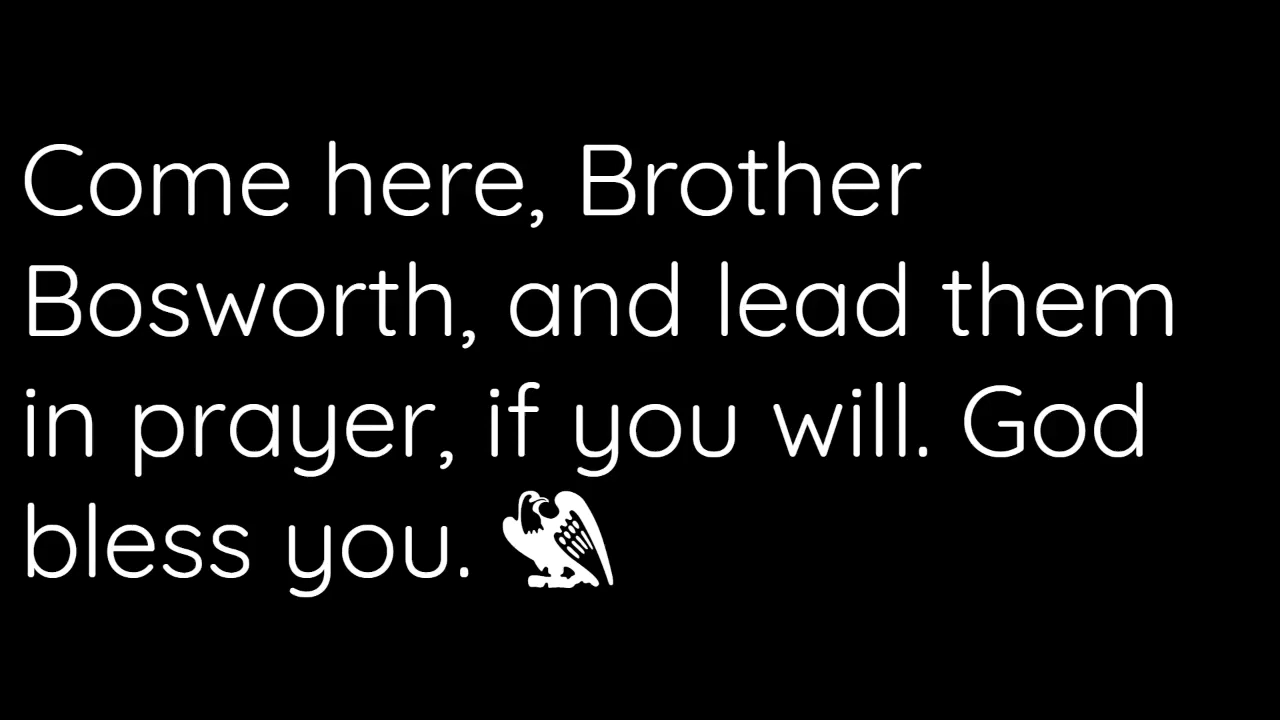 Come here, Brother
Bosworth, and lead them
in prayer, if you will. God
bless you.